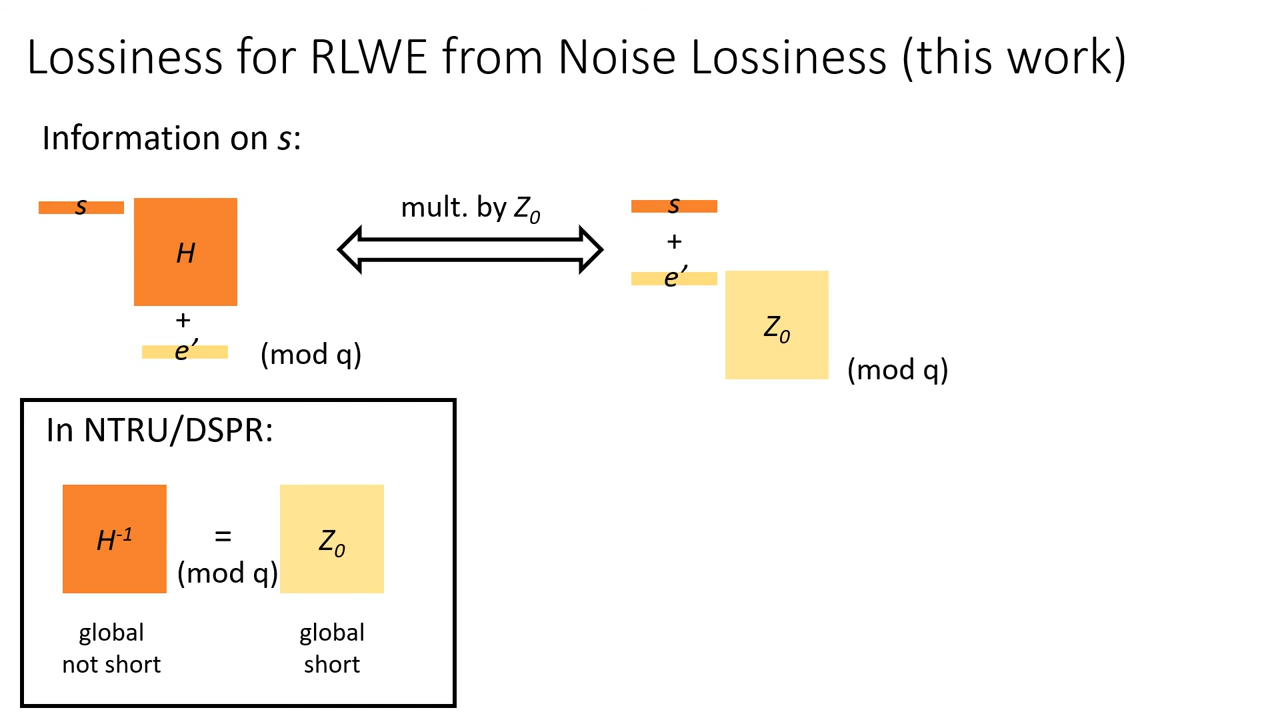 Lossiness for RLWE from Noise Lossiness (this work)
Information on s:
s
H
+
e’
(mod q)
mult. by Z₀
s
+
e’
Z₀
(mod q)
In NTRU/DSPR:
H⁻¹
=
(mod q)
Z₀
global
not short
global
short